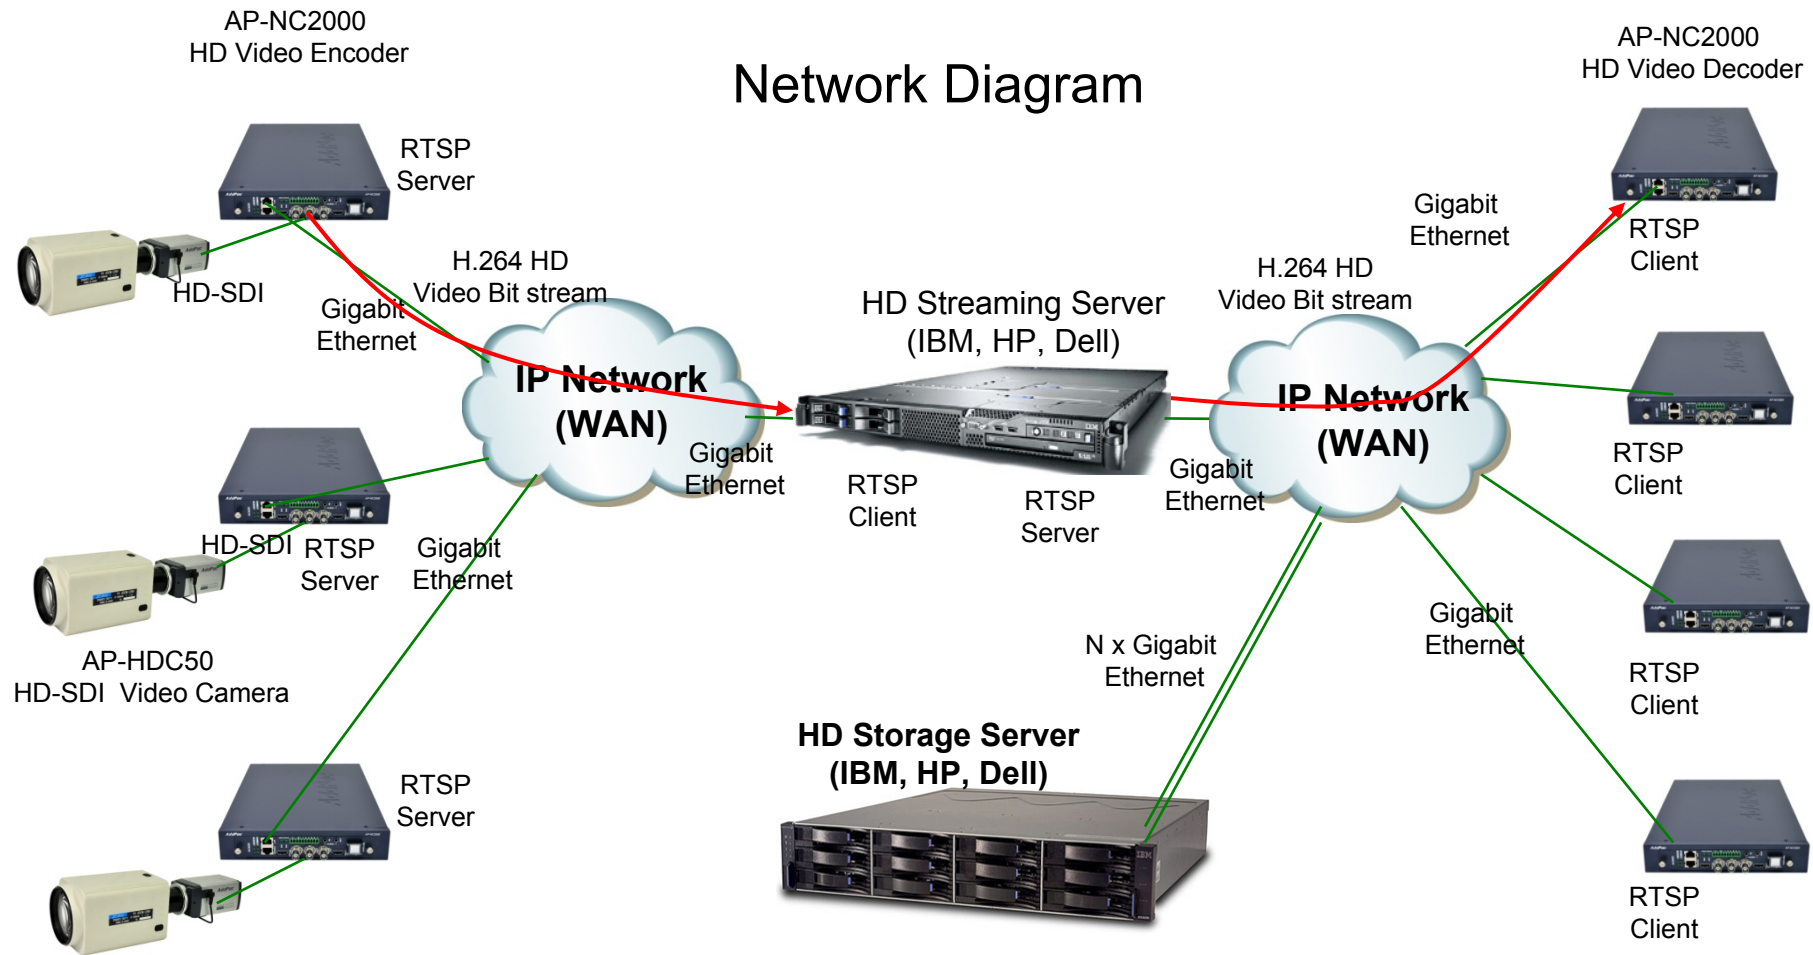 AP-NC2000
HD Video Encoder
Network Diagram
AP-NC2000
HD Video Decoder
RTSP
Server
HD-SDI
Gigabit
Ethernet
H.264 HD
Video Bit stream
IP Network
(WAN)
HD Streaming Server
(IBM, HP, Dell)
H.264 HD
Video Bit stream
IP Network
(WAN)
Gigabit
Ethernet
RTSP
Client
Gigabit
Ethernet
RTSP
Client
RTSP
Server
Gigabit
Ethernet
RTSP
Client
HD-SDI
RTSP
Server
Gigabit
Ethernet
AP-HDC50
HD-SDI Video Camera
N x Gigabit
Ethernet
Gigabit
Ethernet
RTSP
Client
HD Storage Server
(IBM, HP, Dell)
RTSP
Server
RTSP
Client